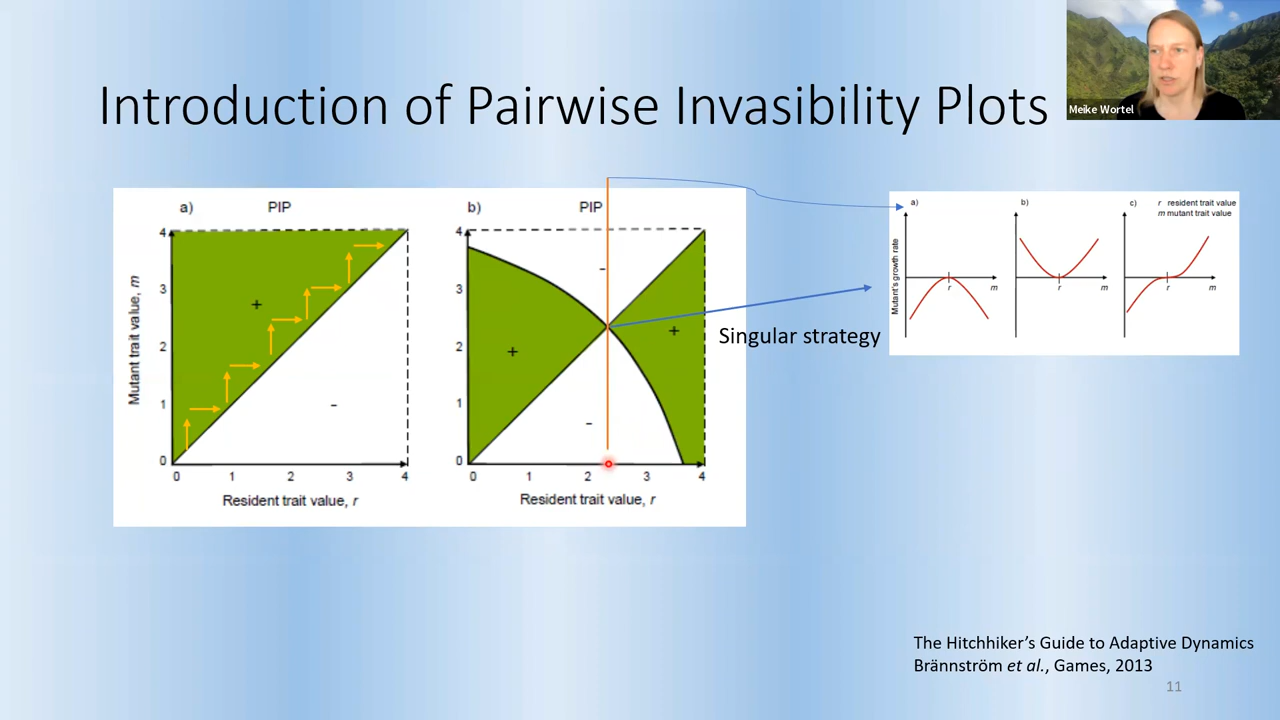 Introduction of Pairwise Invasibility Plots
Meike Wortel
a) PIP
4
3
2
1
0
+
-
0 1 2 3 4
Mutant trait value, m
Resident trait value, r
b) PIP
4
3
2
1
0
-
+
+
-
0 1 2 3 4
Resident trait value, r
Singular strategy
a) b) c) r resident trait value
m mutant trait value
Mutant's growth rate
r m
r m
r m
The Hitchhiker's Guide to Adaptive Dynamics
Brännström et al., Games, 2013
11